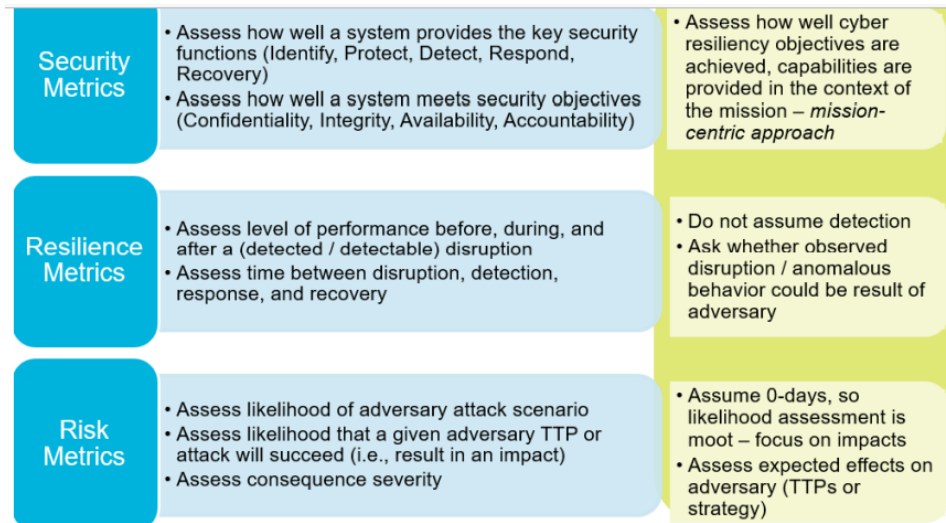 Security
Metrics
• Assess how well a system provides the key security
functions (Identify, Protect, Detect, Respond,
Recovery)
• Assess how well a system meets security objectives
(Confidentiality, Integrity, Availability, Accountability)
• Assess how well cyber
resiliency objectives are
achieved, capabilities are
provided in the context of
the mission – mission-
centric approach
Resilience
Metrics
• Assess level of performance before, during, and
after a (detected / detectable) disruption
• Assess time between disruption, detection,
response, and recovery
• Do not assume detection
• Ask whether observed
disruption / anomalous
behavior could be result of
adversary
Risk
Metrics
• Assess likelihood of adversary attack scenario
• Assess likelihood that a given adversary TTP or
attack will succeed (i.e., result in an impact)
• Assess consequence severity
• Assume 0-days, so
likelihood assessment is
moot – focus on impacts
• Assess expected effects on
adversary (TTPs or
strategy)